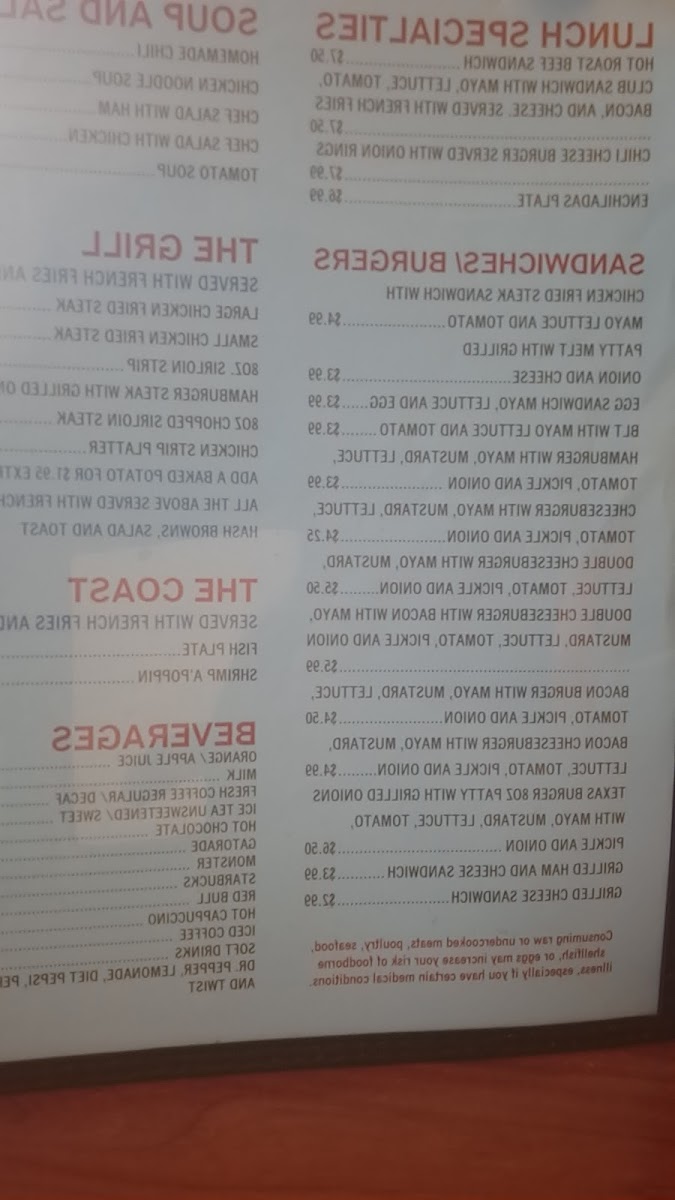 LUNCH SPECIALTIES
HOT ROAST BEEF SANDWICH....................$7.50
CLUB SANDWICH WITH MAYO, LETTUCE, TOMATO,
BACON, AND CHEESE. SERVED WITH FRENCH FRIES
....................$7.50
CHILI CHEESE BURGER SERVED WITH ONION RINGS
....................$7.99
ENCHILADAS PLATE....................$6.99
SANDWICHES/ BURGERS
CHICKEN FRIED STEAK SANDWICH WITH
MAYO LETTUCE AND TOMATO....................$4.99
PATTY MELT WITH GRILLED
ONION AND CHEESE....................$3.99
EGG SANDWICH MAYO, LETTUCE AND EGG......$3.99
BLT WITH MAYO LETTUCE AND TOMATO ..........$3.99
HAMBURGER WITH MAYO, MUSTARD, LETTUCE,
TOMATO, PICKLE AND ONION ....................$3.99
CHEESEBURGER WITH MAYO, MUSTARD, LETTUCE,
TOMATO, PICKLE AND ONION....................$4.25
DOUBLE CHEESEBURGER WITH MAYO, MUSTARD,
LETTUCE, TOMATO, PICKLE AND ONION.........$5.50
DOUBLE CHEESEBURGER WITH BACON WITH MAYO,
MUSTARD, LETTUCE, TOMATO, PICKLE AND ONION
....................$5.99
BACON BURGER WITH MAYO, MUSTARD, LETTUCE,
TOMATO, PICKLE AND ONION....................$4.50
BACON CHEESEBURGER WITH MAYO, MUSTARD,
LETTUCE, TOMATO, PICKLE AND ONION.........$4.99
TEXAS BURGER 8OZ PATTY WITH GRILLED ONIONS
WITH MAYO, MUSTARD, LETTUCE, TOMATO,
PICKLE AND ONION ....................$6.50
GRILLED HAM AND CHEESE SANDWICH..........$3.99
GRILLED CHEESE SANDWICH....................$2.99
Consuming raw or undercooked meats, poultry, seafood,
shellfish, or eggs may increase your risk of foodborne
illness, especially if you have certain medical conditions.
SOUP AND
HOMEMADE CHILI....................
CHICKEN NOODLE SOUP....................
CHEF SALAD WITH HAM
CHEF SALAD WITH CHICKEN
TOMATO SOUP....................
THE GRILL
SERVED WITH FRENCH FRIES
LARGE CHICKEN FRIED STEAK ..........
SMALL CHICKEN FRIED STEAK..........
8OZ. SIRLOIN STRIP ....................
HAMBURGER STEAK WITH GRILLED
8OZ CHOPPED SIRLOIN STEAK..........
CHICKEN STRIP PLATTER....................
ADD A BAKED POTATO FOR $1.95
ALL THE ABOVE SERVED WITH FRENCH
HASH BROWNS, SALAD AND TOAST
THE COAST
SERVED WITH FRENCH FRIES AND
FISH PLATE....................
SHRIMP A'POPPIN ....................
BEVERAGES
ORANGE/ APPLE JUICE ....................
MILK ....................
FRESH COFFEE REGULAR/ DECAF ..........
ICE TEA UNSWEETENED/ SWEET ..........
HOT CHOCOLATE ....................
GATORADE ....................
MONSTER ....................
STARBUCKS ....................
RED BULL ....................
HOT CAPPUCCINO ....................
ICED COFFEE ....................
SOFT DRINKS ....................
DR. PEPPER, LEMONADE, DIET PEPSI,
AND TWIST